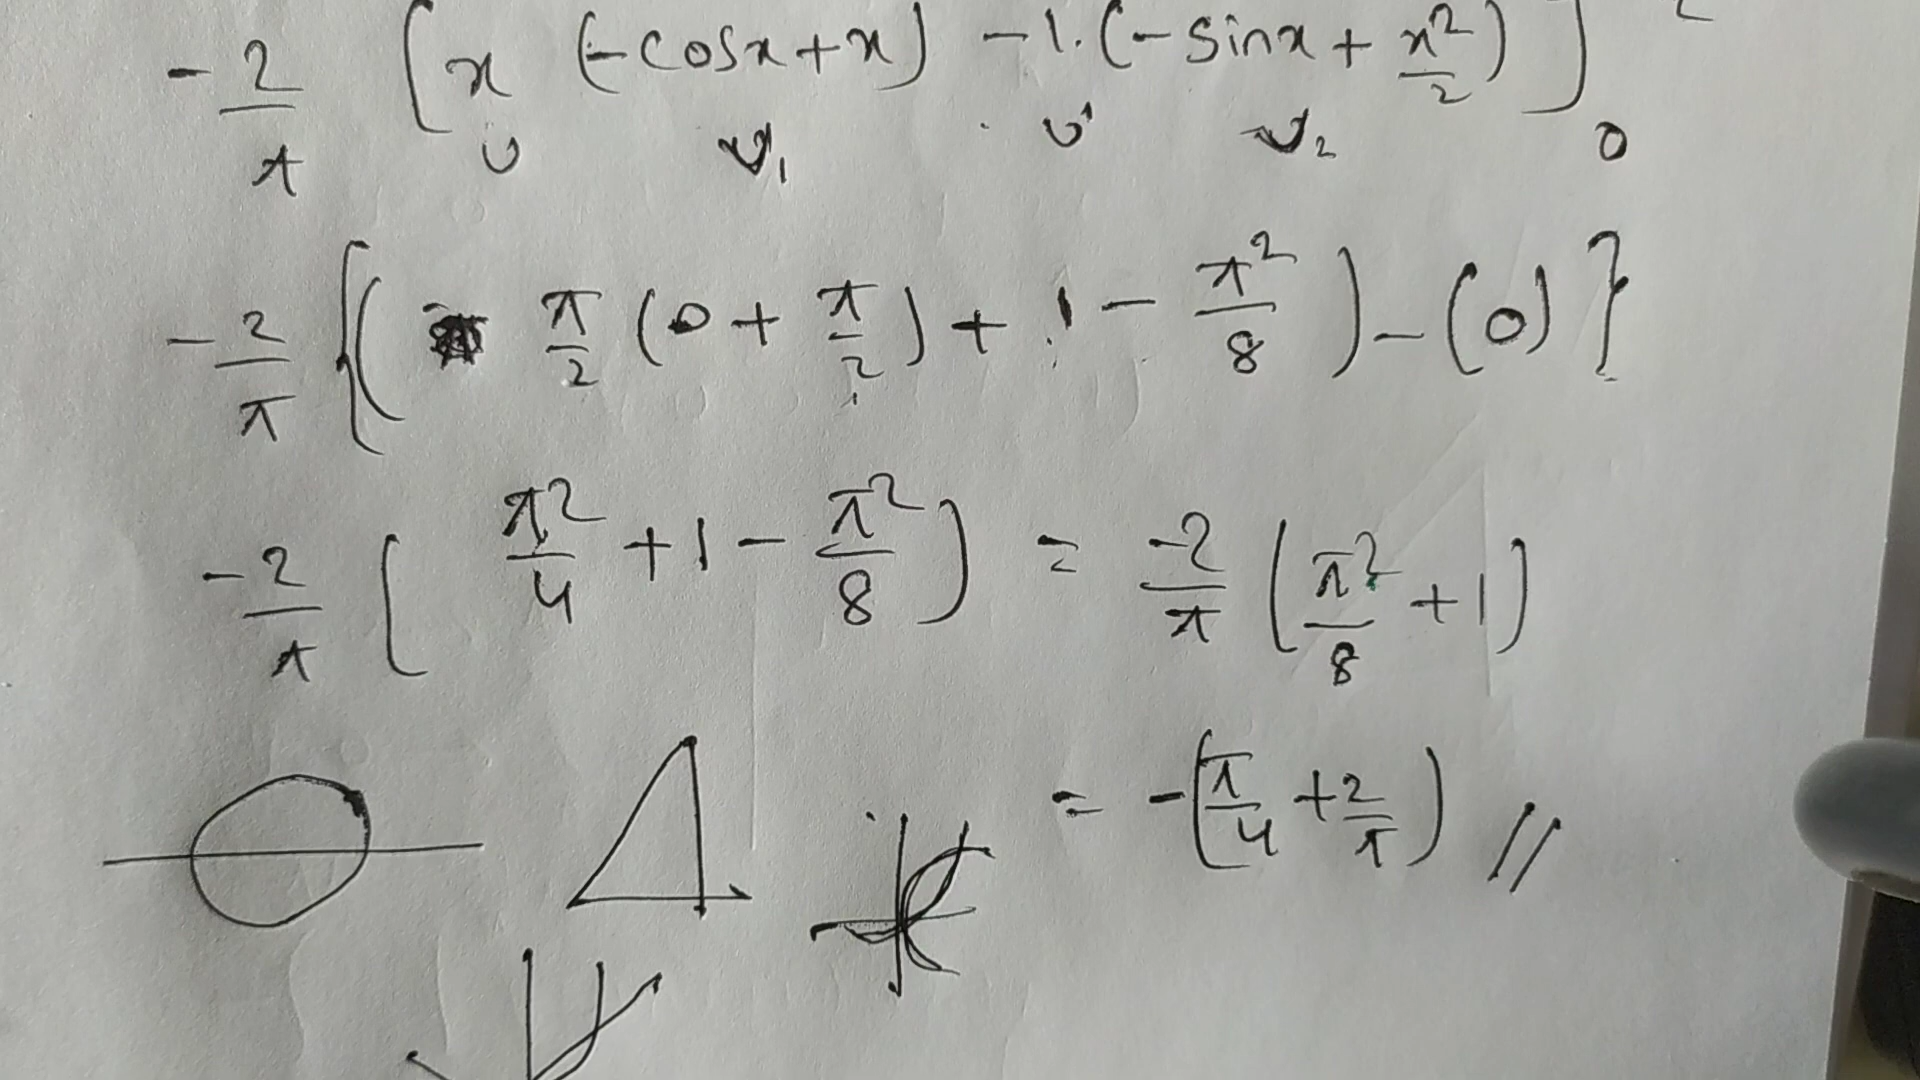 -2/π [x (-cosx+x) -1.(-sinx + x²/2)]₀
u v₁ u' v₂
-2/π {(π/2 (0 + π/2) + 1 - π²/8) - (0)}
-2/π [π²/4 + 1 - π²/8) = -2/π (π²/8 + 1)
= -(π/4 + 2/π) //